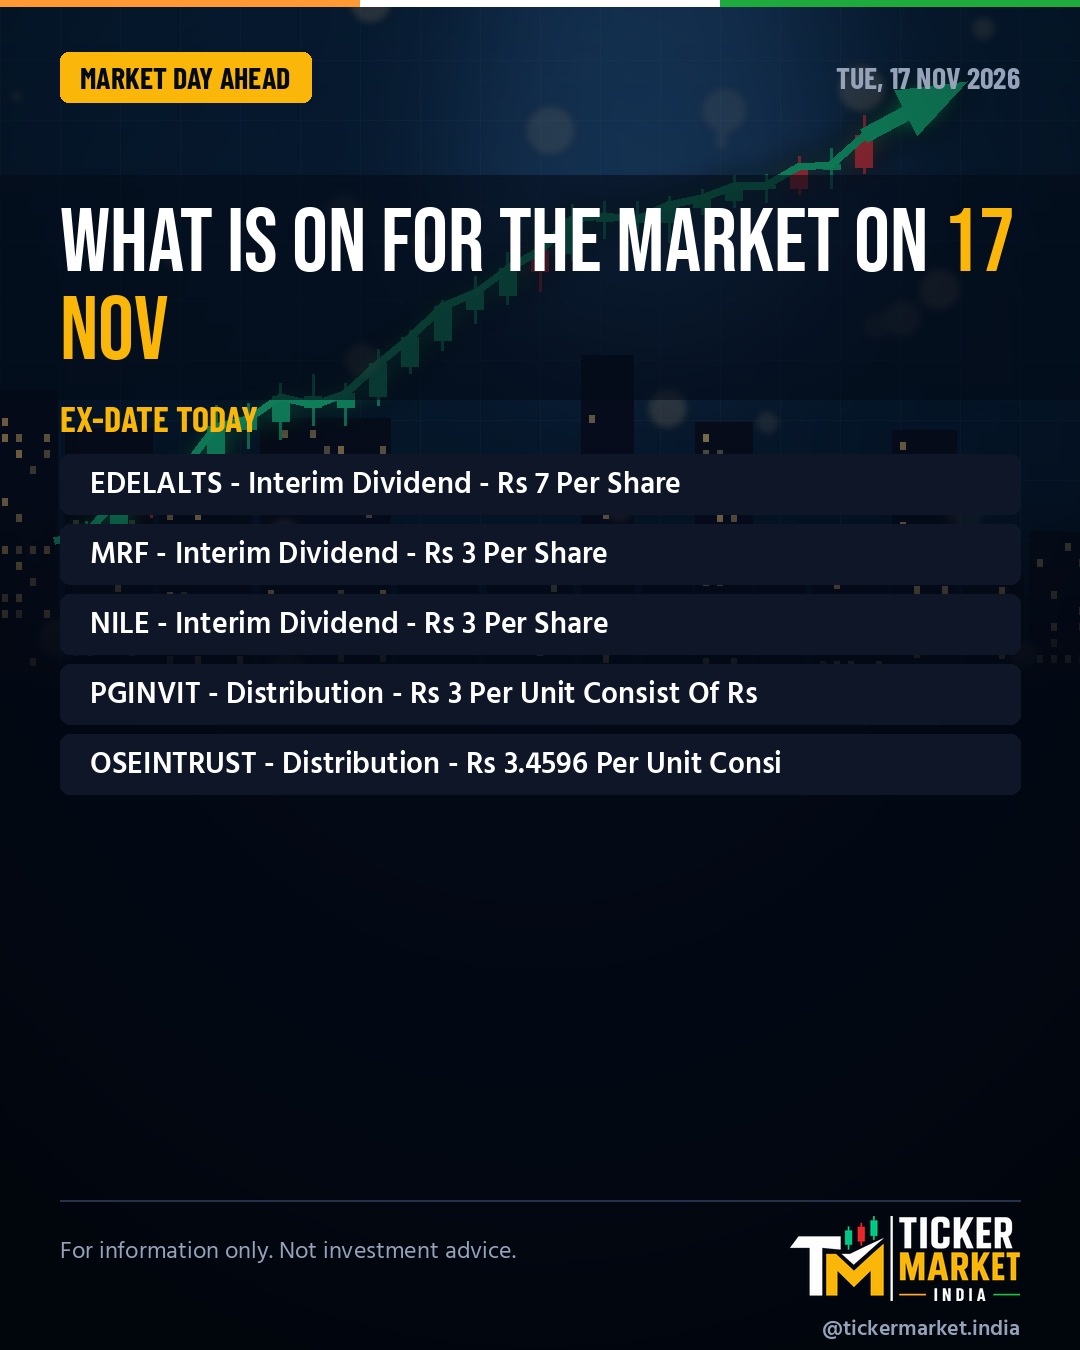 MARKET DAY AHEAD
TUE, 17 NOV 2026
WHAT IS ON FOR THE MARKET ON 17
NOV
EX-DATE TODAY
EDELALTS - Interim Dividend - Rs 7 Per Share
MRF - Interim Dividend - Rs 3 Per Share
NILE - Interim Dividend - Rs 3 Per Share
PGINVIT - Distribution - Rs 3 Per Unit Consist Of Rs
OSEINTRUST - Distribution - Rs 3.4596 Per Unit Consi
For information only. Not investment advice.
TM
TICKER
MARKET
INDIA
@tickermarket.india